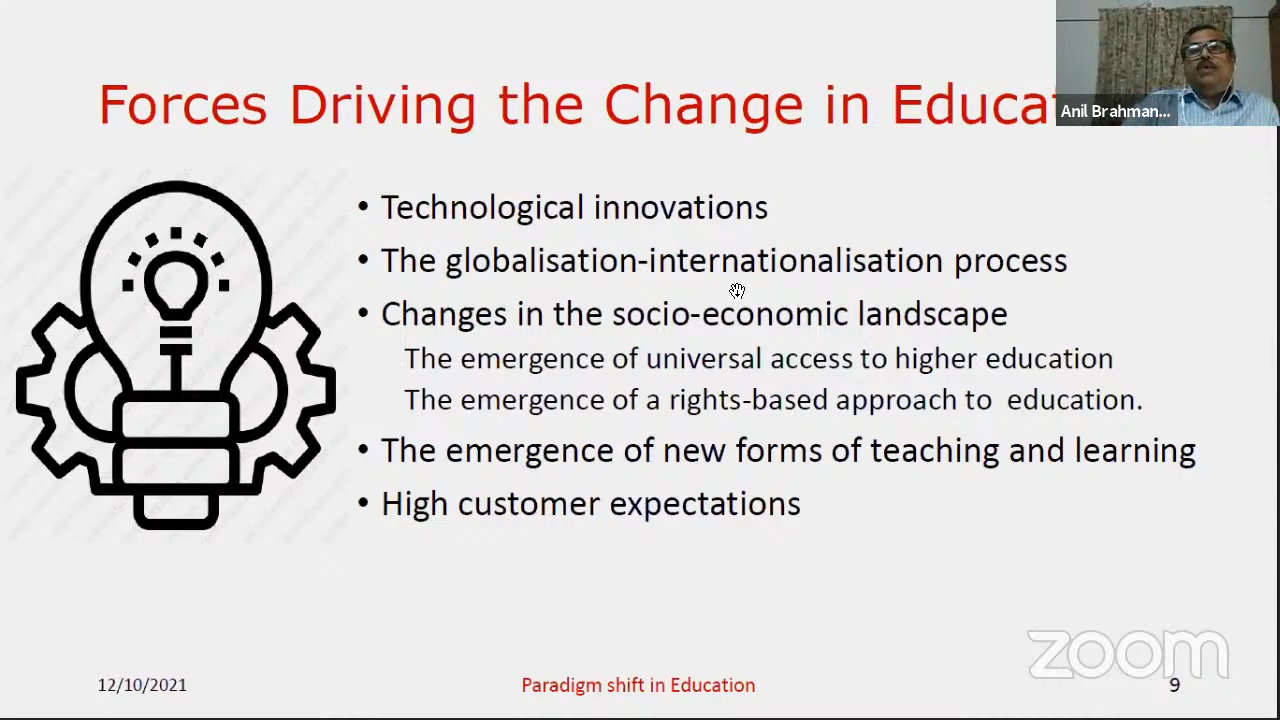 Forces Driving the Change in Educat
Anil Brahman...
• Technological innovations
• The globalisation-internationalisation process
• Changes in the socio-economic landscape
The emergence of universal access to higher education
The emergence of a rights-based approach to education.
• The emergence of new forms of teaching and learning
• High customer expectations
zoom
12/10/2021
Paradigm shift in Education
9